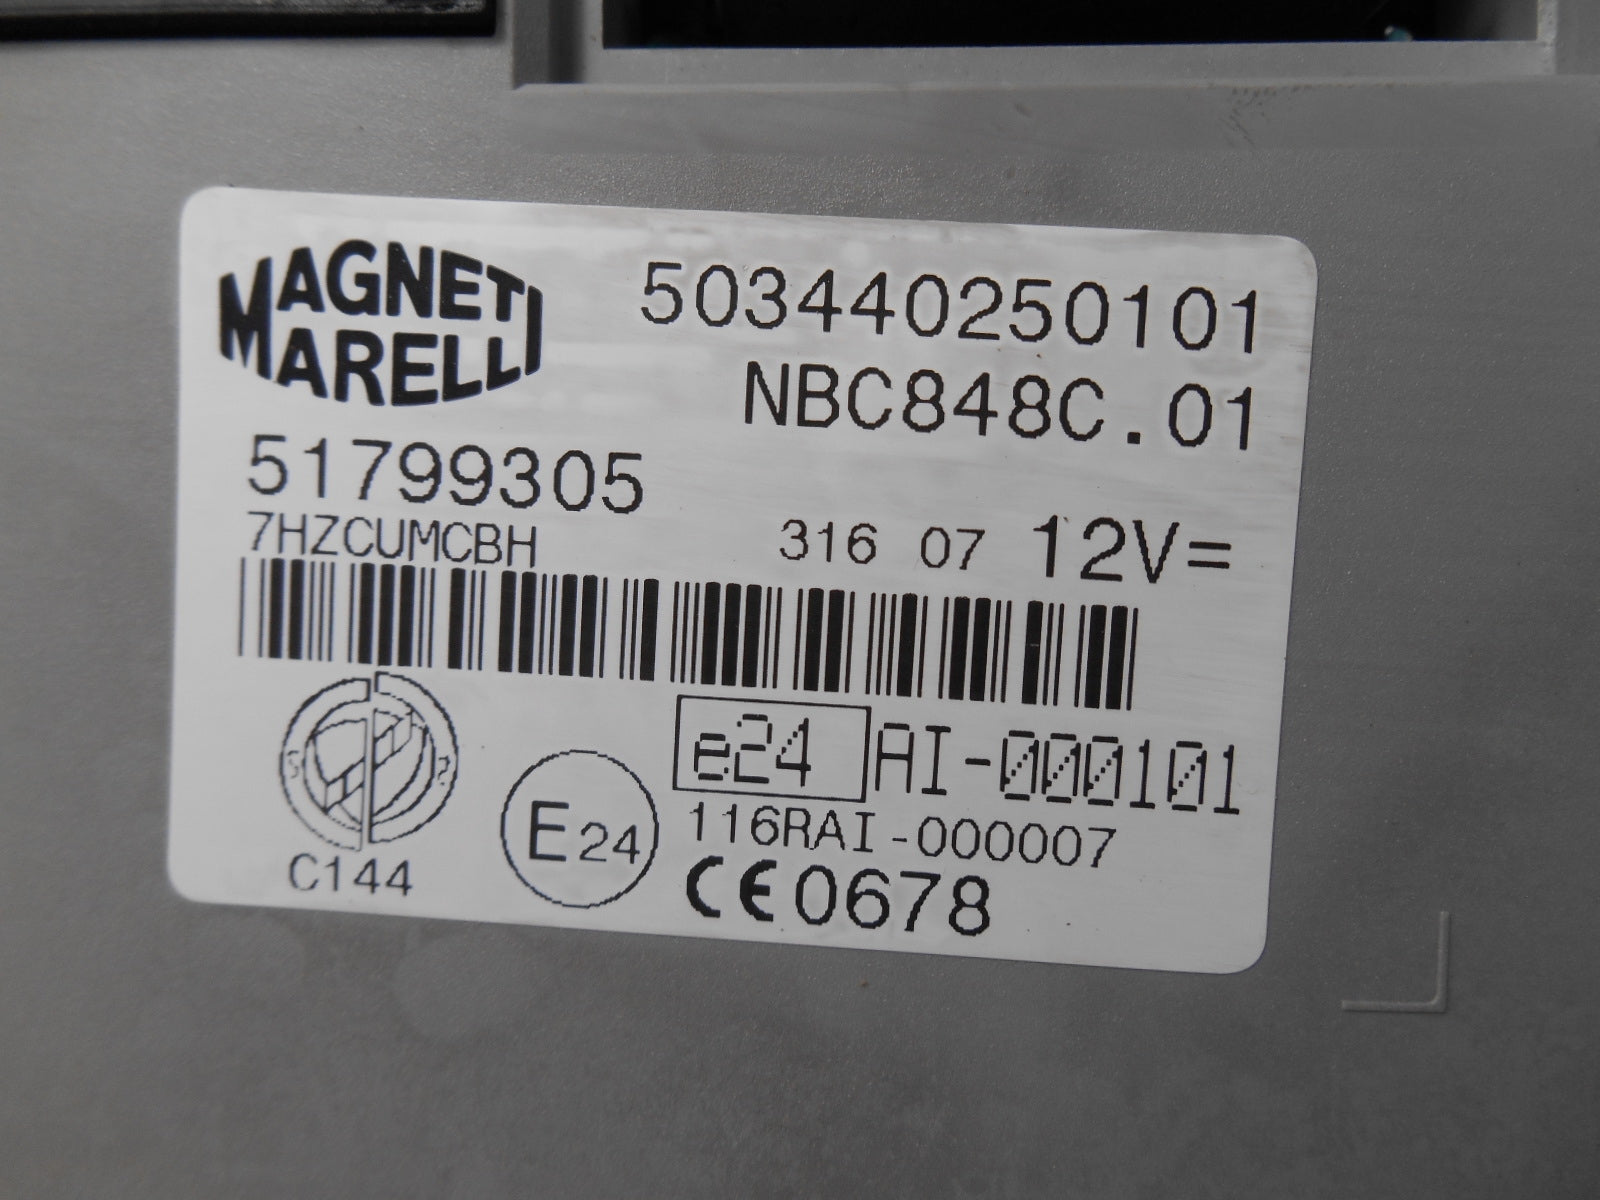 MAGNETI
MARELLI
503440250101
NBC848C.01
51799305
7HZCUMCBH 316 07 12V=
e24 AI-000101
E24 116RAI-000007
C144 CE0678